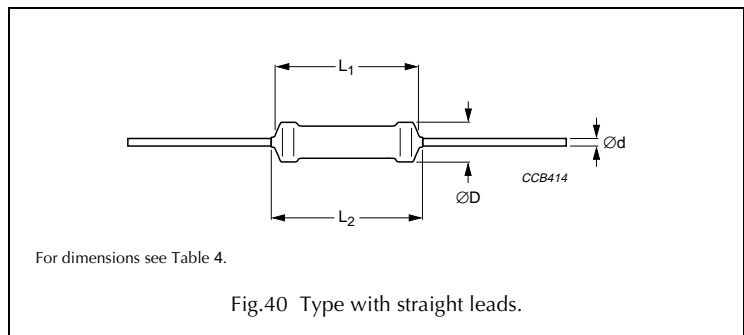 L1
Ød
CCB414
ØD
L2
For dimensions see Table 4.
Fig.40 Type with straight leads.